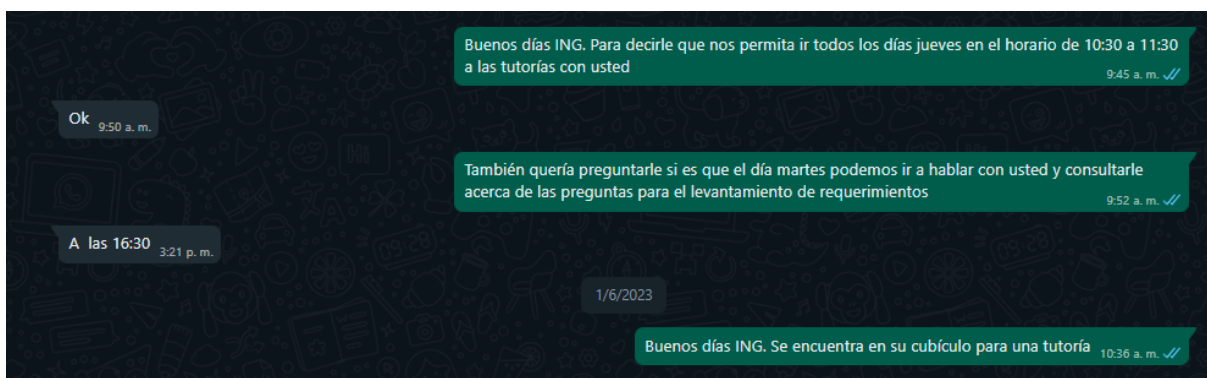 Buenos días ING. Para decirle que nos permita ir todos los días jueves en el horario de 10:30 a 11:30
a las tutorías con usted
9:45 a. m.
Ok 9:50 a. m.
También quería preguntarle si es que el día martes podemos ir a hablar con usted y consultarle
acerca de las preguntas para el levantamiento de requerimientos
9:52 a. m.
A las 16:30 3:21 p. m.
1/6/2023
Buenos días ING. Se encuentra en su cubículo para una tutoría 10:36 a. m.